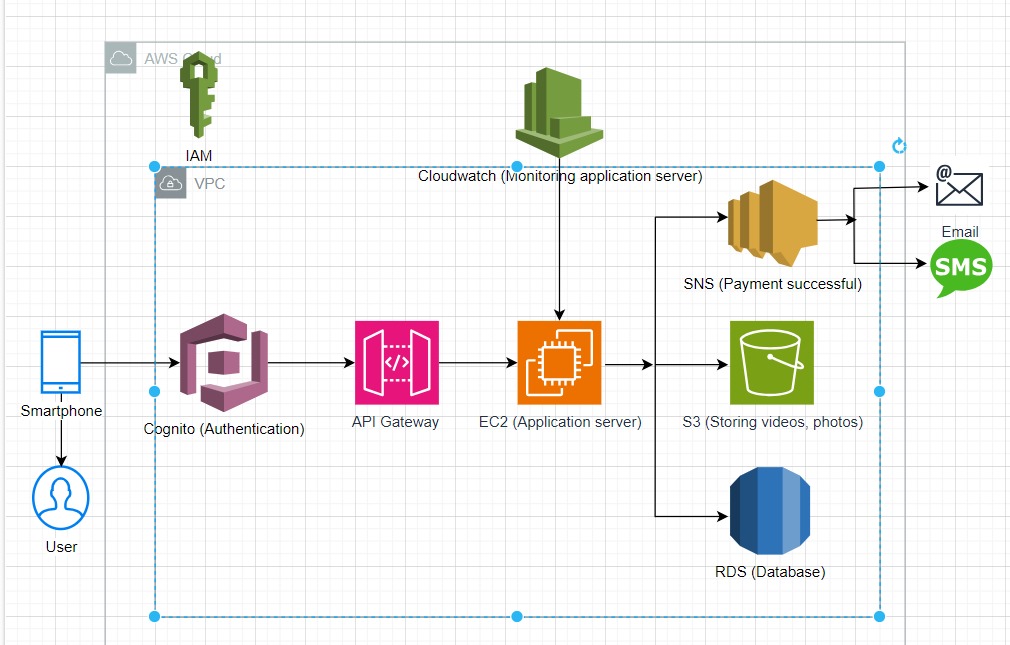 AWS Cloud
IAM
Cloudwatch (Monitoring application server)
VPC
@
Email
SMS
SNS (Payment successful)
Smartphone
Cognito (Authentication)
</>
API Gateway
EC2 (Application server)
S3 (Storing videos, photos)
User
RDS (Database)